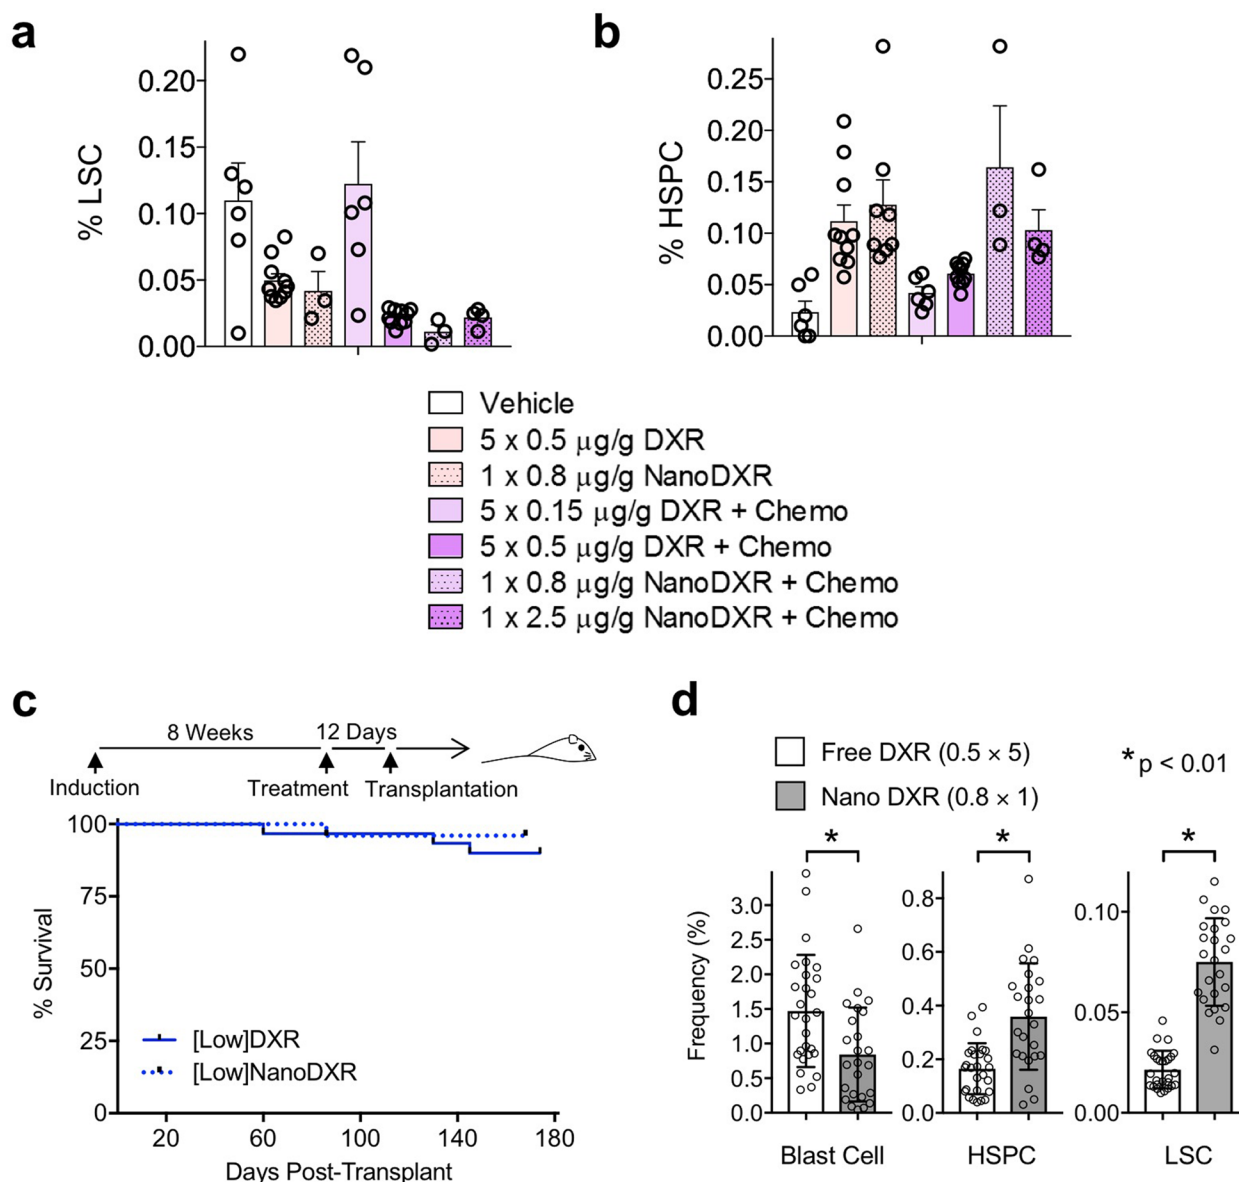 a
b
% LSC
0.20
0.15
0.10
0.05
0.00
% HSPC
0.25
0.20
0.15
0.10
0.05
0.00
Vehicle
5 x 0.5 μg/g DXR
1 x 0.8 μg/g NanoDXR
5 x 0.15 μg/g DXR + Chemo
5 x 0.5 μg/g DXR + Chemo
1 x 0.8 μg/g NanoDXR + Chemo
1 x 2.5 μg/g NanoDXR + Chemo
c
8 Weeks
12 Days
Induction
Treatment
Transplantation
% Survival
100
75
50
25
0
[Low]DXR
[Low]NanoDXR
20 60 100 140 180
Days Post-Transplant
d
Free DXR (0.5 × 5)
Nano DXR (0.8 × 1)
*p < 0.01
* * *
Frequency (%)
3.0
2.5
2.0
1.5
1.0
0.5
0.0
0.8
0.6
0.4
0.2
0.0
0.10
0.05
0.00
Blast Cell
HSPC
LSC